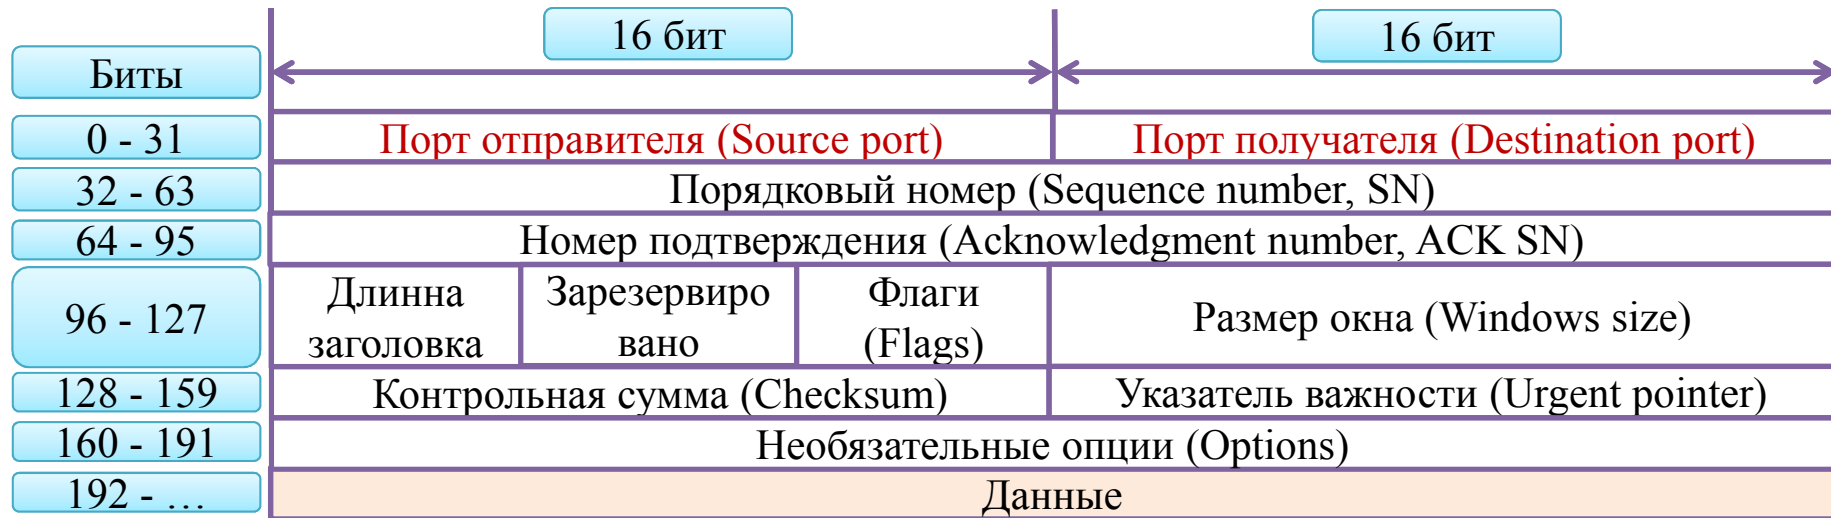 16 бит
16 бит
Биты
0 - 31
Порт отправителя (Source port)
Порт получателя (Destination port)
32 - 63
Порядковый номер (Sequence number, SN)
64 - 95
Номер подтверждения (Acknowledgment number, ACK SN)
96 - 127
Длинна
заголовка
Зарезервиро
вано
Флаги
(Flags)
Размер окна (Windows size)
128 - 159
Контрольная сумма (Checksum)
Указатель важности (Urgent pointer)
160 - 191
Необязательные опции (Options)
192 - …
Данные